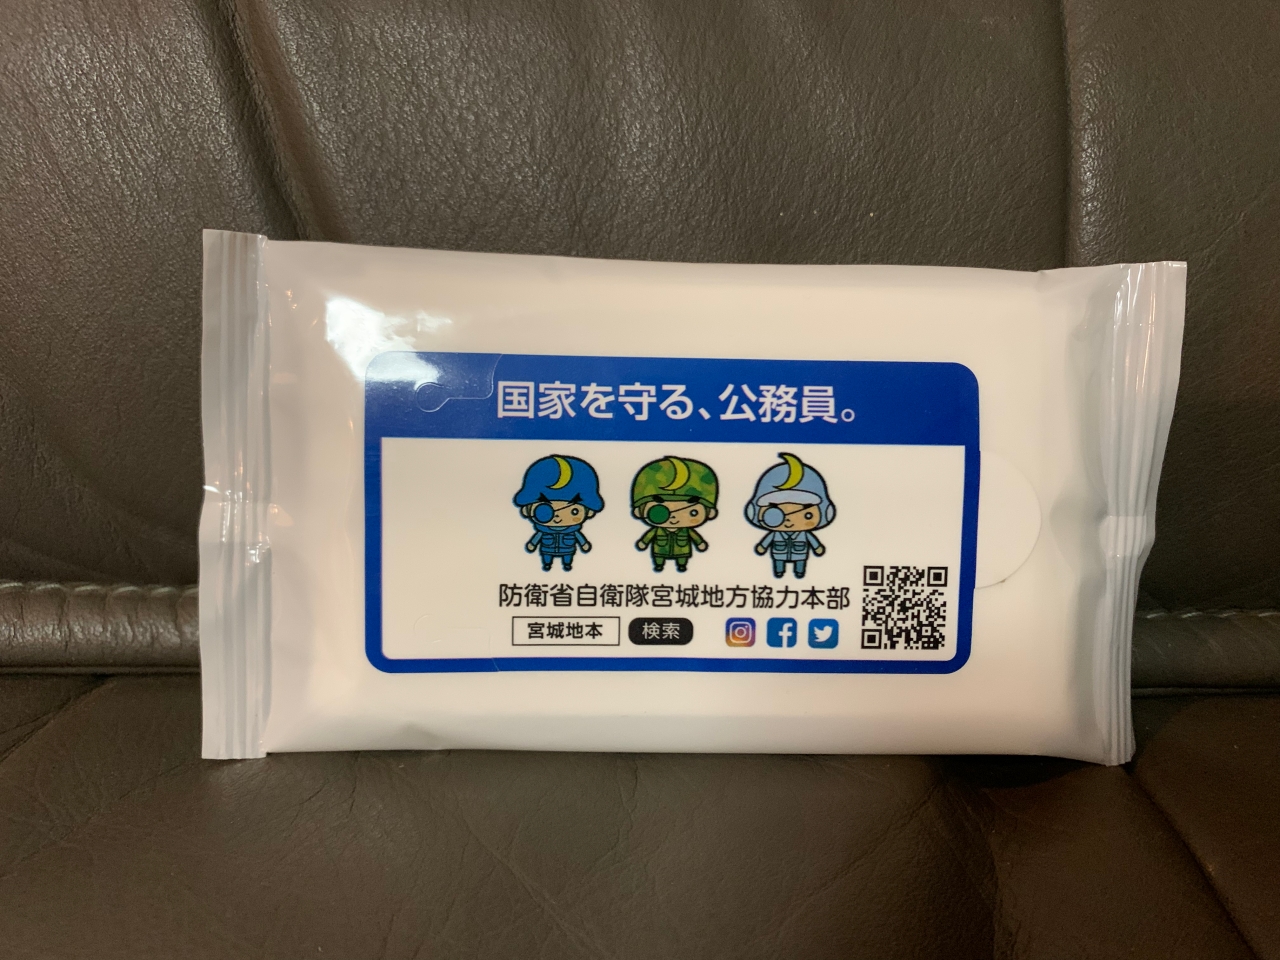 国家を守る、公務員。
防衛省自衛隊宮城地方協力本部
宮城地本 検索